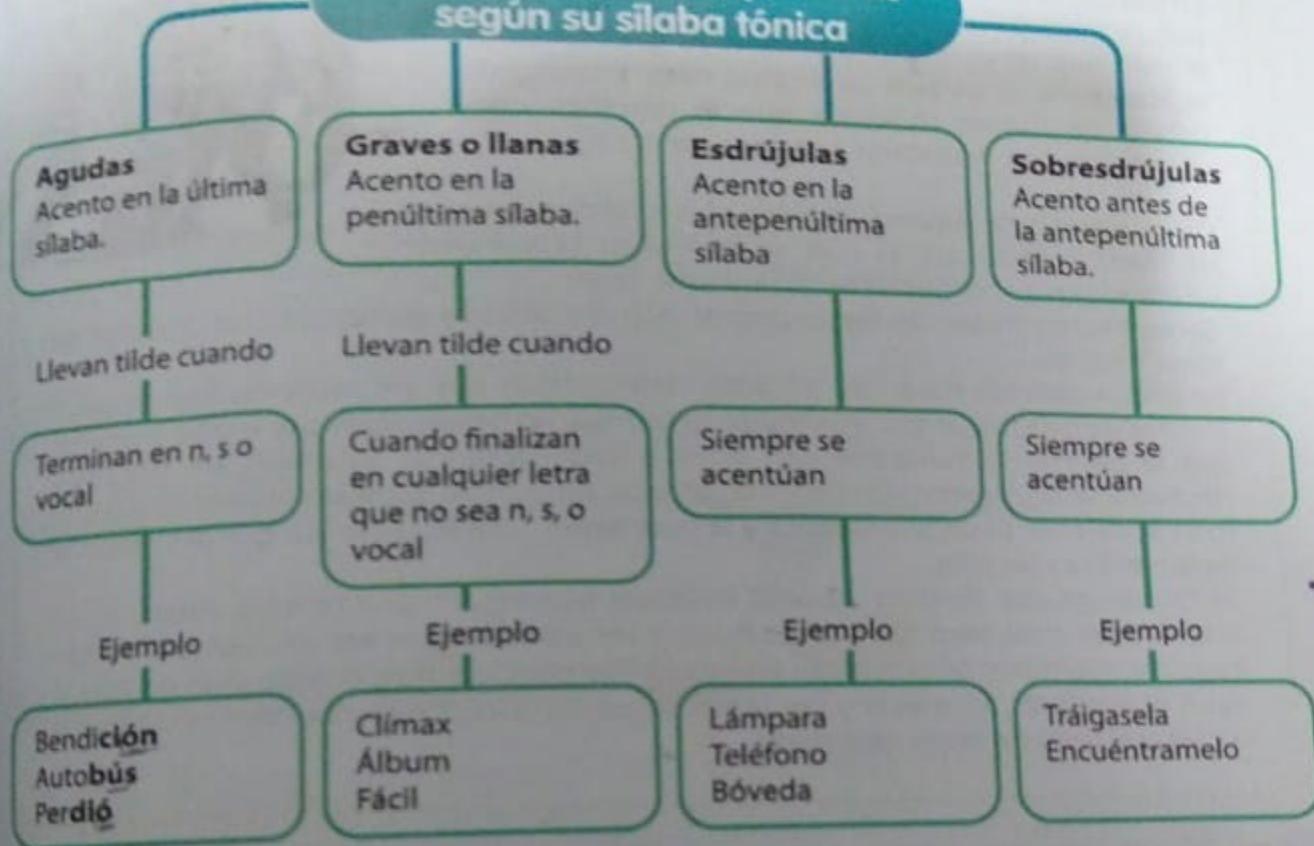 según su sílaba tónica
Agudas
Acento en la última
sílaba.
Llevan tilde cuando
Terminan en n, s o
vocal
Ejemplo
Bendición
Autobús
Perdió
Graves o llanas
Acento en la
penúltima sílaba.
Llevan tilde cuando
Cuando finalizan
en cualquier letra
que no sea n, s, o
vocal
Ejemplo
Clímax
Álbum
Fácil
Esdrújulas
Acento en la
antepenúltima
sílaba
Siempre se
acentúan
Ejemplo
Lámpara
Teléfono
Bóveda
Sobresdrújulas
Acento antes de
la antepenúltima
sílaba.
Siempre se
acentúan
Ejemplo
Tráigasela
Encuéntramelo